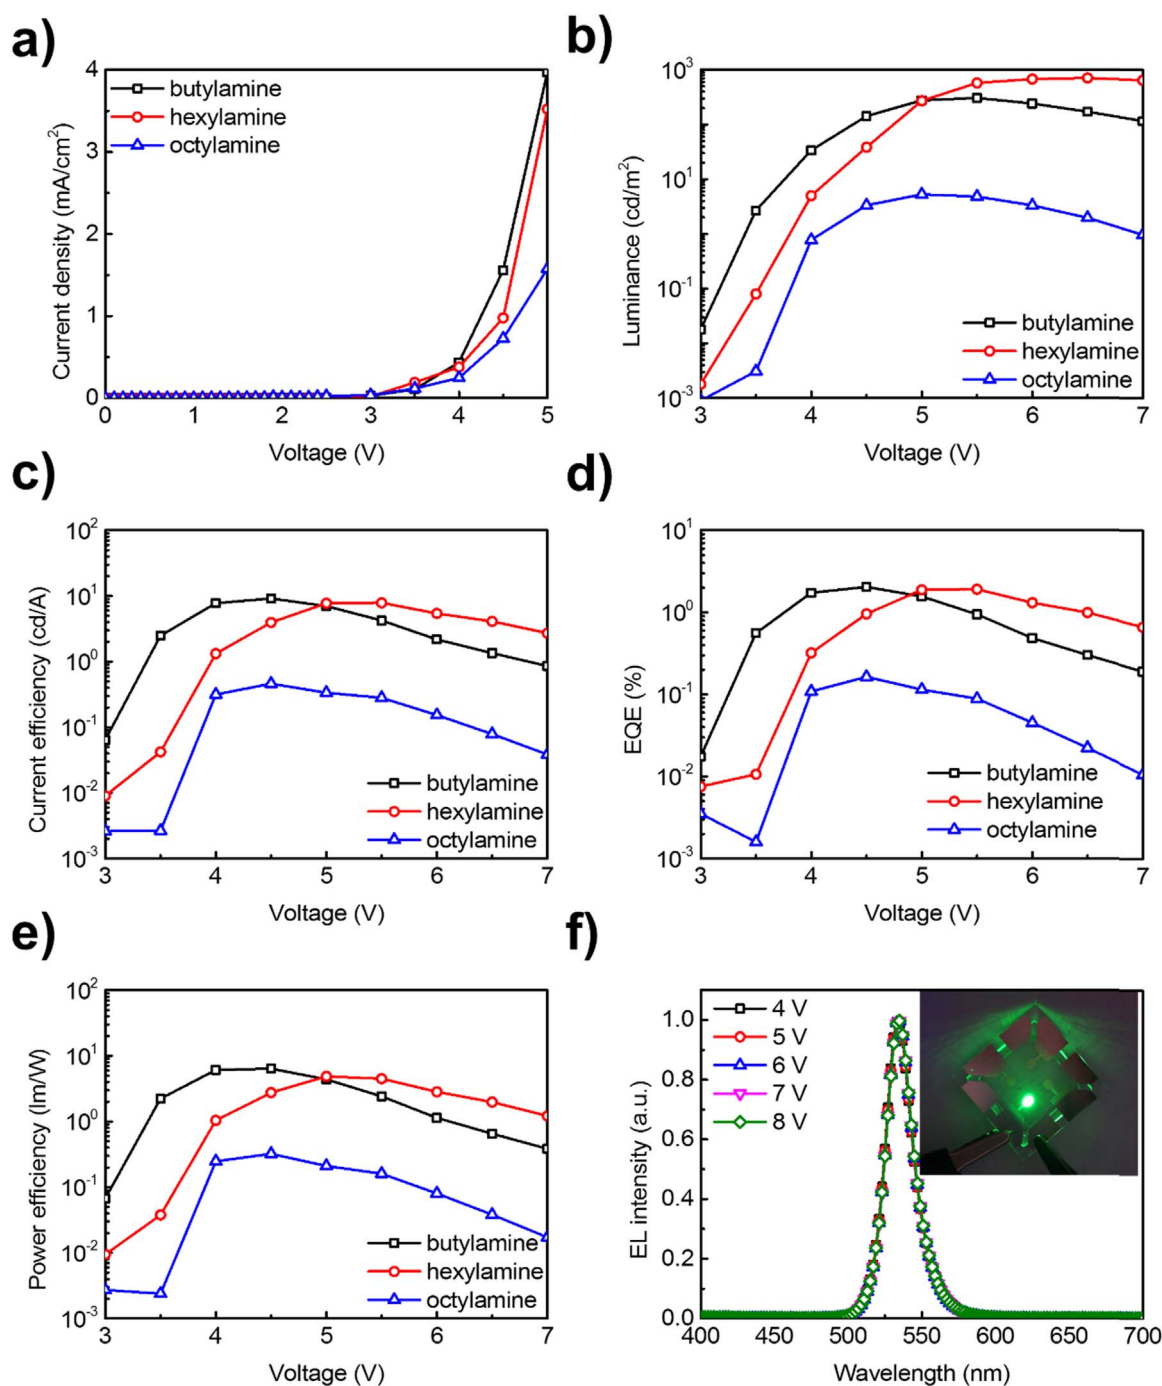 a)
4
3
2
1
0
0 1 2 3 4 5
Current density (mA/cm²)
Voltage (V)
butylamine
hexylamine
octylamine
b)
10³
10¹
10⁻¹
10⁻³
3 4 5 6 7
Luminance (cd/m²)
Voltage (V)
butylamine
hexylamine
octylamine
c)
10²
10¹
10⁰
10⁻¹
10⁻²
10⁻³
3 4 5 6 7
Current efficiency (cd/A)
Voltage (V)
butylamine
hexylamine
octylamine
d)
10¹
10⁰
10⁻¹
10⁻²
10⁻³
3 4 5 6 7
EQE (%)
Voltage (V)
butylamine
hexylamine
octylamine
e)
10²
10¹
10⁰
10⁻¹
10⁻²
10⁻³
3 4 5 6 7
Power efficiency (lm/W)
Voltage (V)
butylamine
hexylamine
octylamine
f)
1.0
0.8
0.6
0.4
0.2
0.0
400 450 500 550 600 650 700
EL intensity (a.u.)
Wavelength (nm)
4 V
5 V
6 V
7 V
8 V